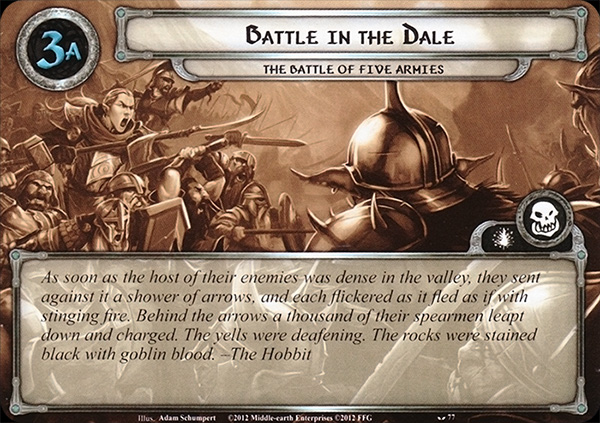 3A
BATTLE IN THE DALE
THE BATTLE OF FIVE ARMIES
As soon as the host of their enemies was dense in the valley, they sent
against it a shower of arrows, and each flickered as it fled as if with
stinging fire. Behind the arrows a thousand of their spearmen leapt
down and charged. The yells were deafening. The rocks were stained
black with goblin blood. –The Hobbit
Illus. Adam Schumpert ©2012 Middle-earth Enterprises ©2012 FFG 77